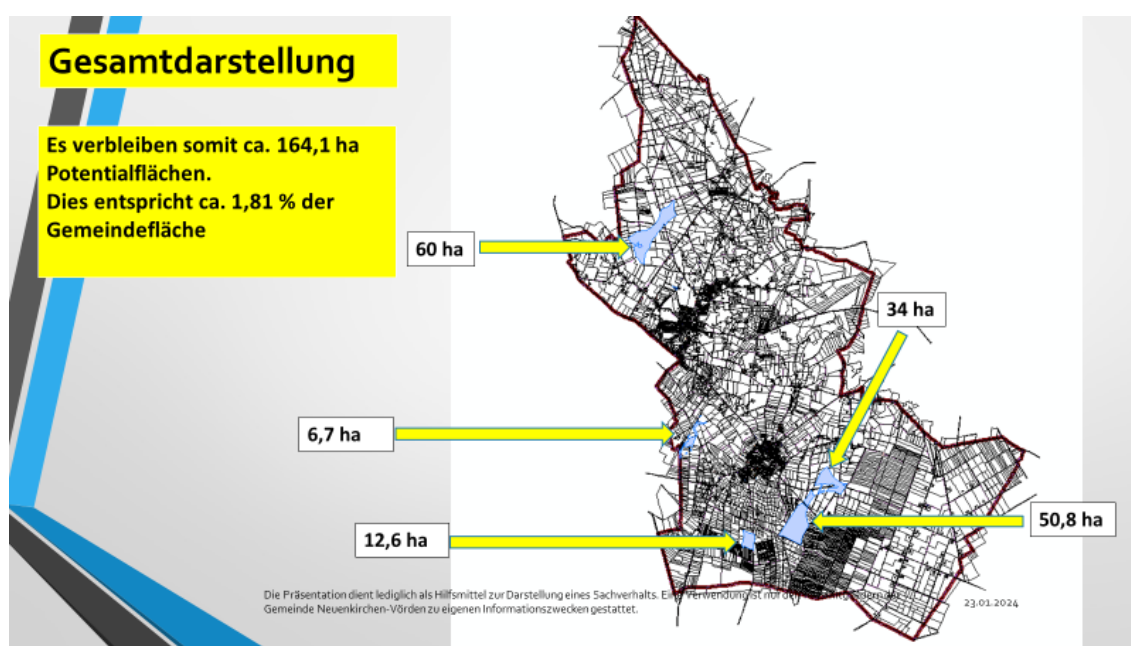 Gesamtdarstellung
Es verbleiben somit ca. 164,1 ha
Potentialflächen.
Dies entspricht ca. 1,81 % der
Gemeindefläche
60 ha
34 ha
6,7 ha
50,8 ha
12,6 ha
Die Präsentation dient lediglich als Hilfsmittel zur Darstellung eines Sachverhalts. Eine Verwendung ist nur
Gemeinde Neuenkirchen-Vörden zu eigenen Informationszwecken gestattet.
23.01.2024